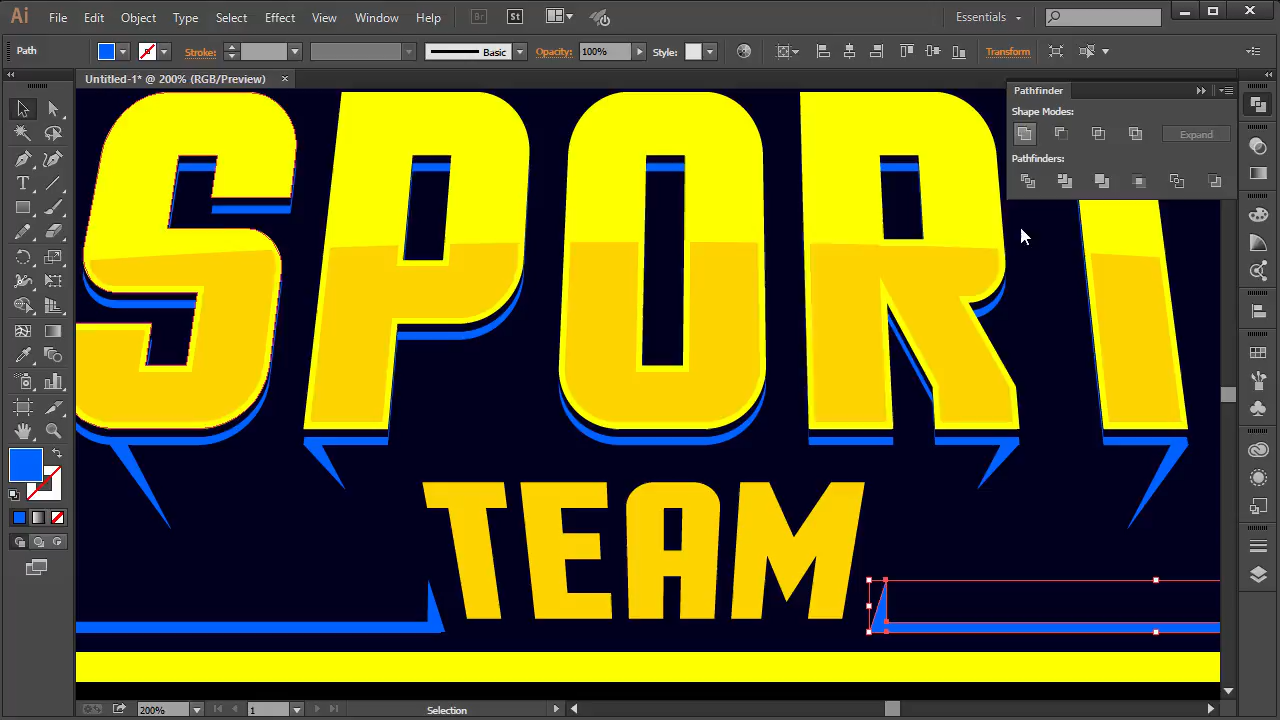 Ai File Edit Object Type Select Effect View Window Help Br St Essentials
Path Stroke: Basic Opacity: 100% Style: Transform
Untitled-1* @ 200% (RGB/Preview) ×
Pathfinder
Shape Modes:
Expand
Pathfinders:
SPORT
TEAM
200% 1 Selection